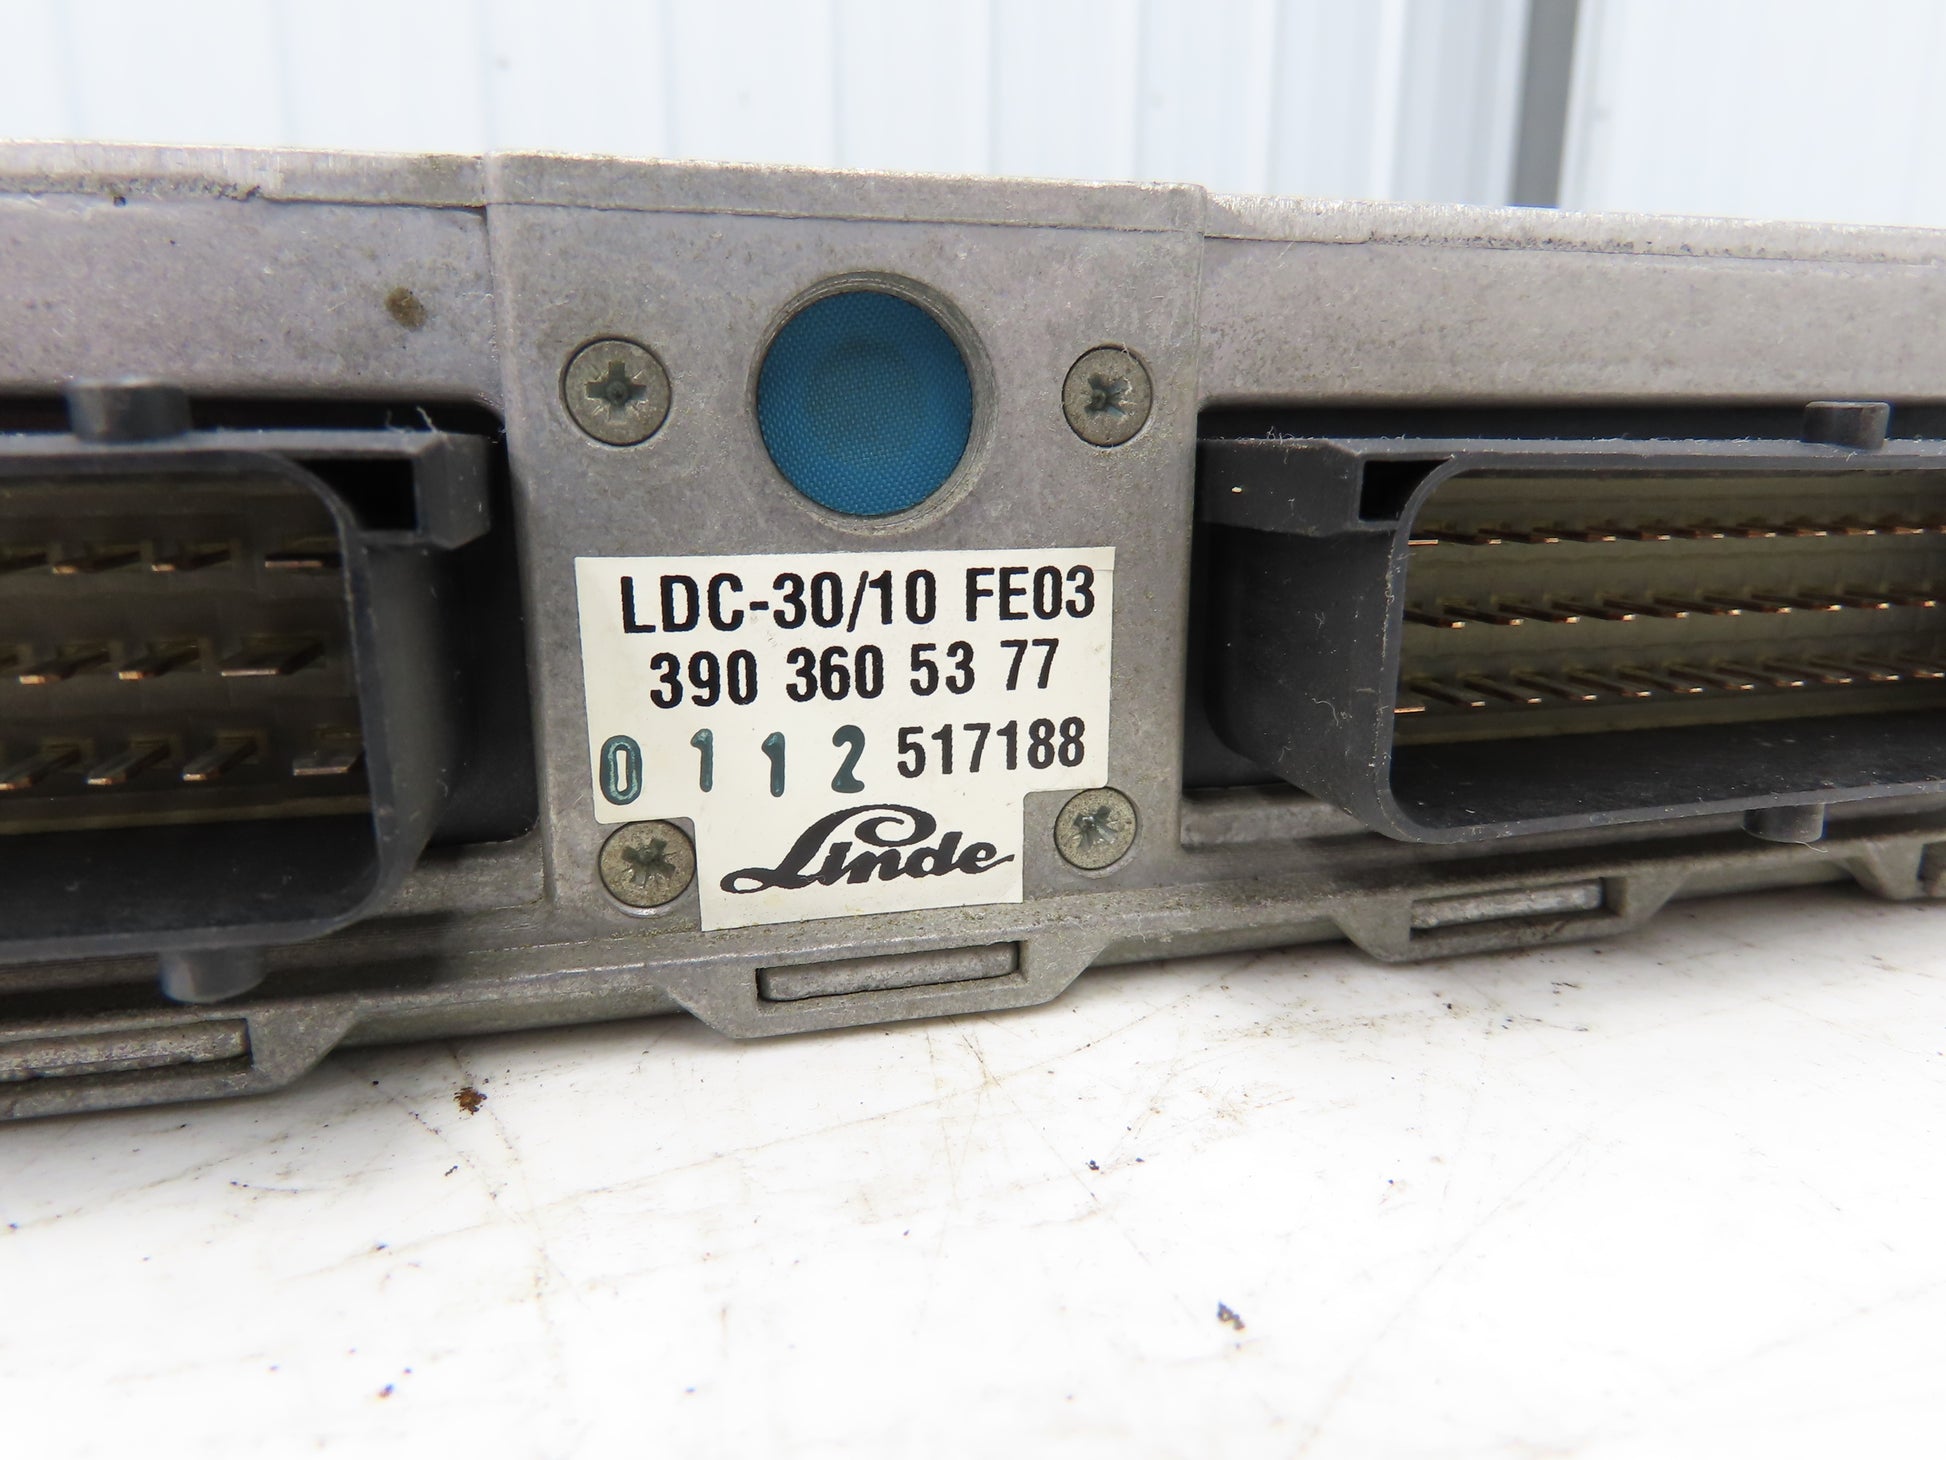 LDC-30/10 FE03
390 360 53 77
0 1 1 2 517188
Linde